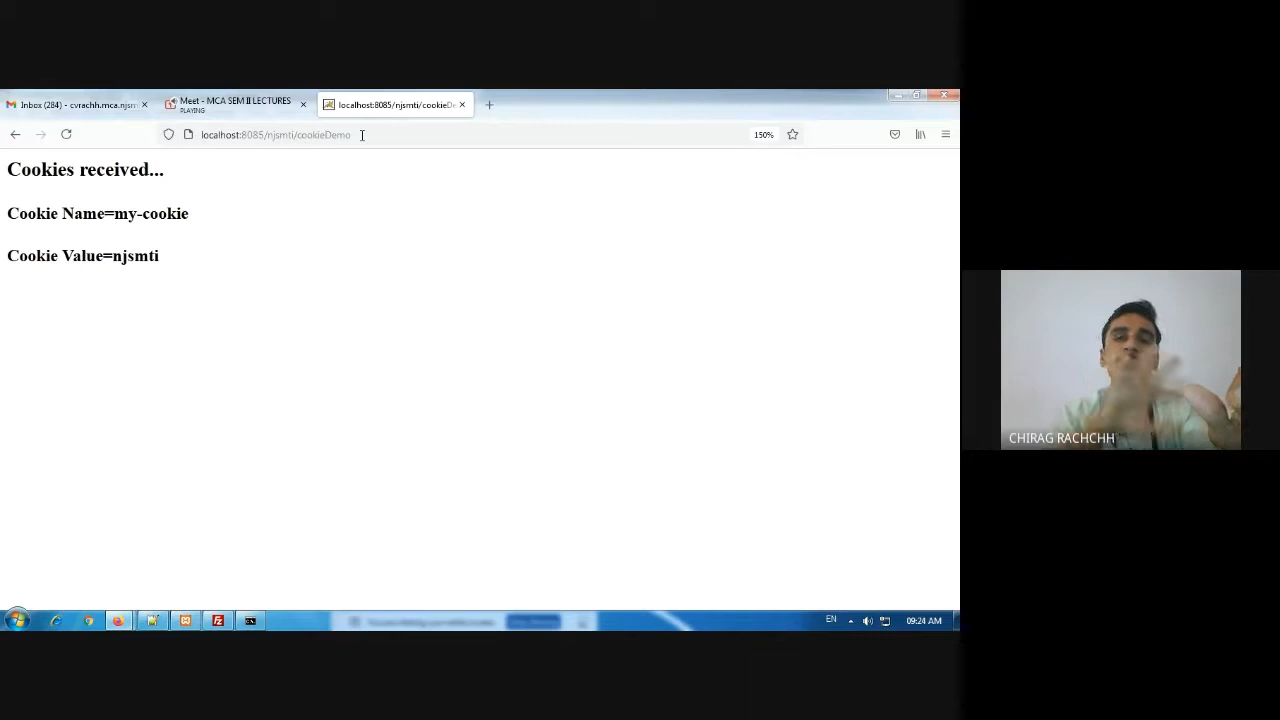 Inbox (284) - cvrachh.mca.njsm
Meet - MCA SEM II LECTURES
PLAYING
localhost:8085/njsmti/cookieDe
localhost:8085/njsmti/cookieDemo
150%
Cookies received...
Cookie Name=my-cookie
Cookie Value=njsmti
CHIRAG RACHCHH
EN
09:24 AM